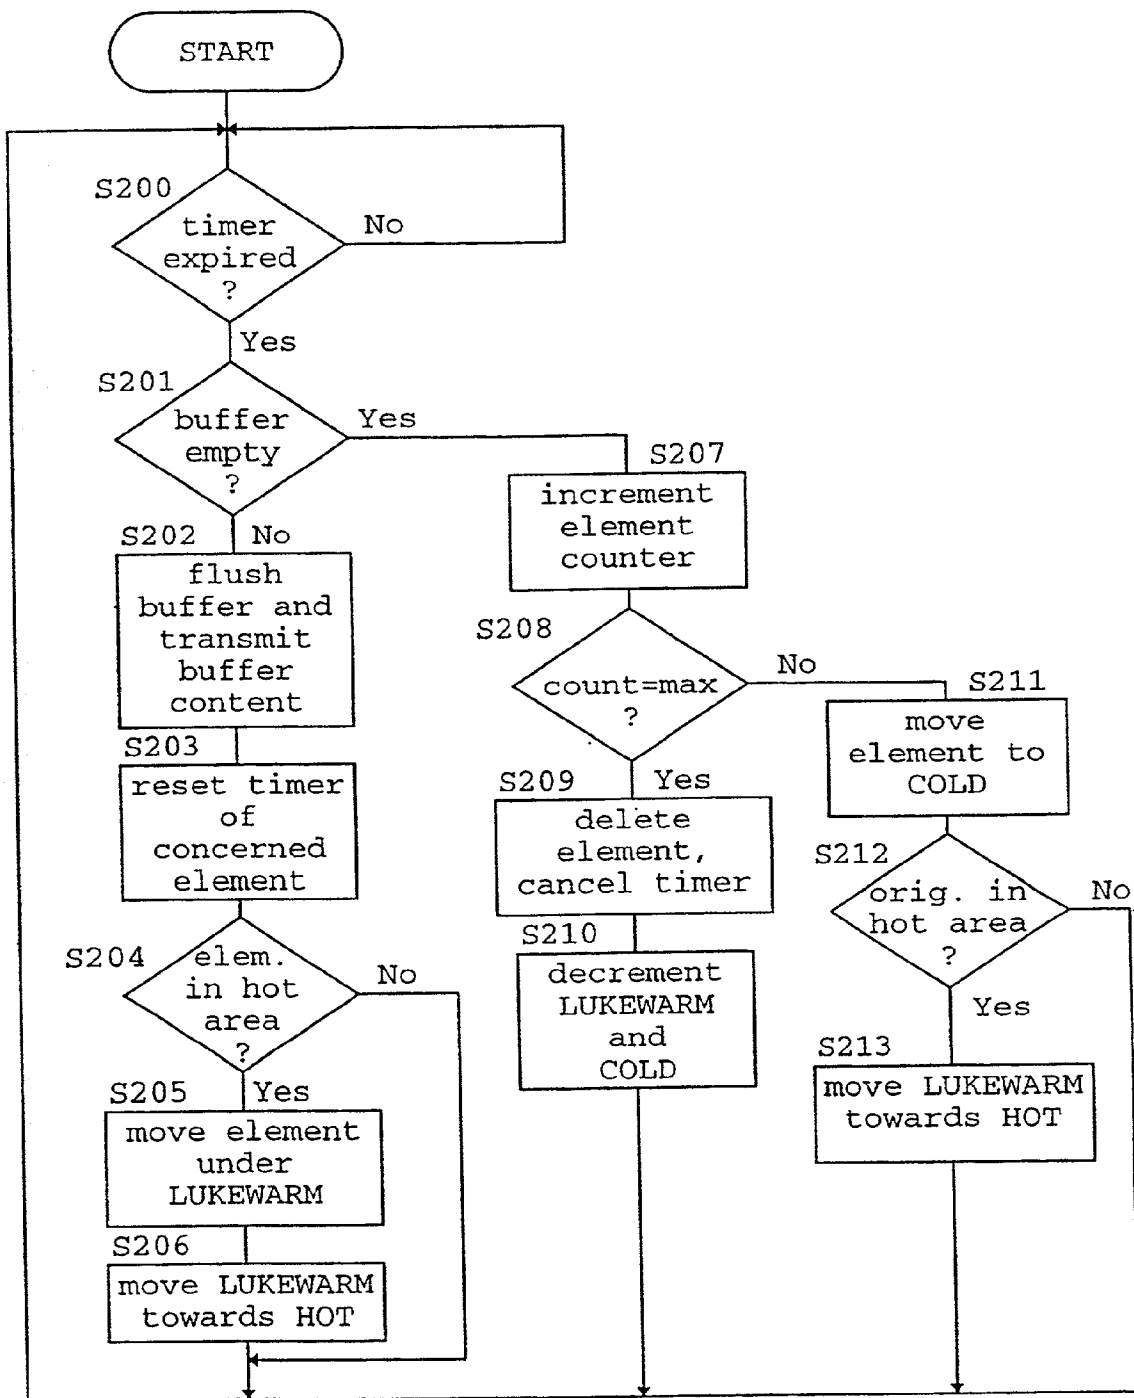 START
S200
timer
expired
?
No
Yes
S201
buffer
empty
?
Yes
No
S202
flush
buffer and
transmit
buffer
content
S203
reset timer
of
concerned
element
S204
elem.
in hot
area
?
No
Yes
S205
move element
under
LUKEWARM
S206
move LUKEWARM
towards HOT
S207
increment
element
counter
S208
count=max
?
No
Yes
S209
delete
element,
cancel timer
S210
decrement
LUKEWARM
and
COLD
S211
move
element to
COLD
S212
orig. in
hot area
?
No
Yes
S213
move LUKEWARM
towards HOT